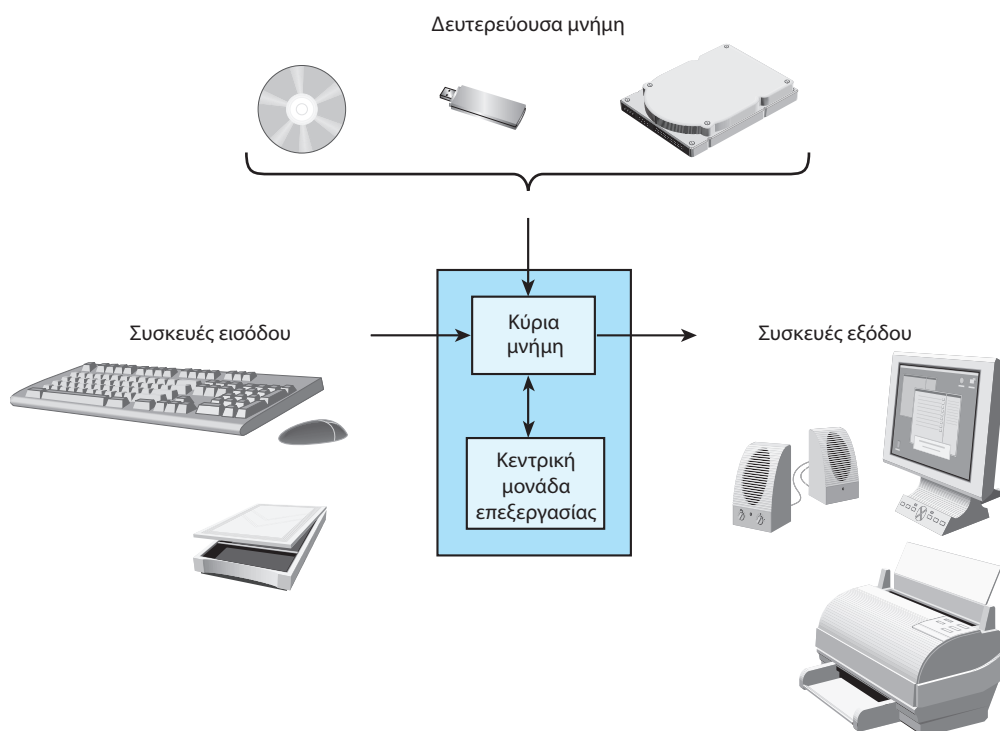 Δευτερεύουσα μνήμη
Συσκευές εισόδου
Κύρια
μνήμη
Συσκευές εξόδου
Κεντρική
μονάδα
επεξεργασίας